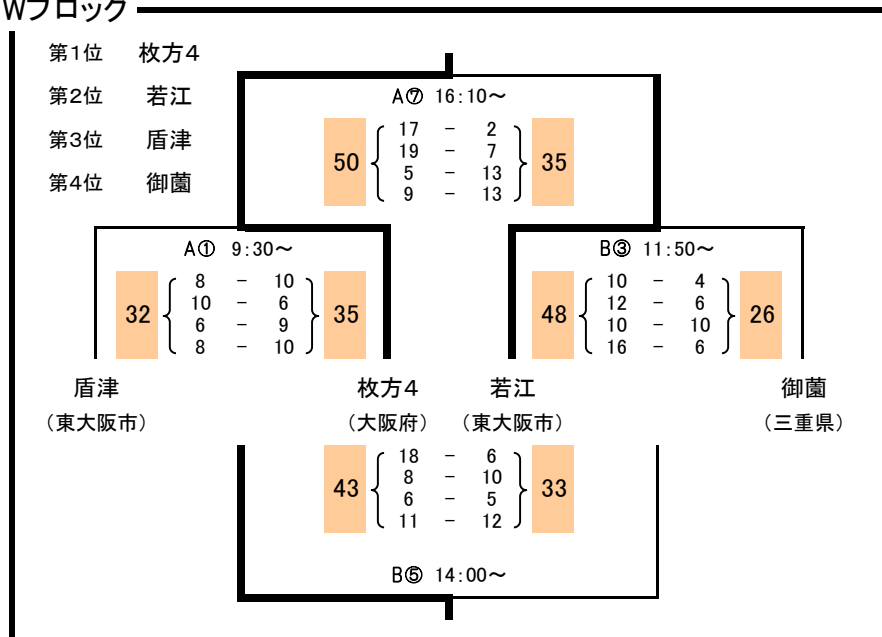 Wブロック
第1位 枚方4
第2位 若江
第3位 盾津
第4位 御薗
A⑦ 16:10～
50 35
17 － 2
19 － 7
5 － 13
9 － 13
A① 9:30～
32 35
8 － 10
10 － 6
6 － 9
8 － 10
B③ 11:50～
48 26
10 － 4
12 － 6
10 － 10
16 － 6
盾津 枚方4 若江 御薗
（東大阪市） （大阪府） （東大阪市） （三重県）
43 33
18 － 6
8 － 10
6 － 5
11 － 12
B⑤ 14:00～